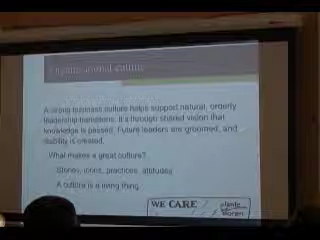 Organizational culture
A strong business culture helps support natural, orderly
leadership transitions. It's through shared vision that
knowledge is passed. Future leaders are groomed, and
stability is created.
What makes a great culture?
Stories, icons, practices, attitudes
A culture is a living thing
WE CARE